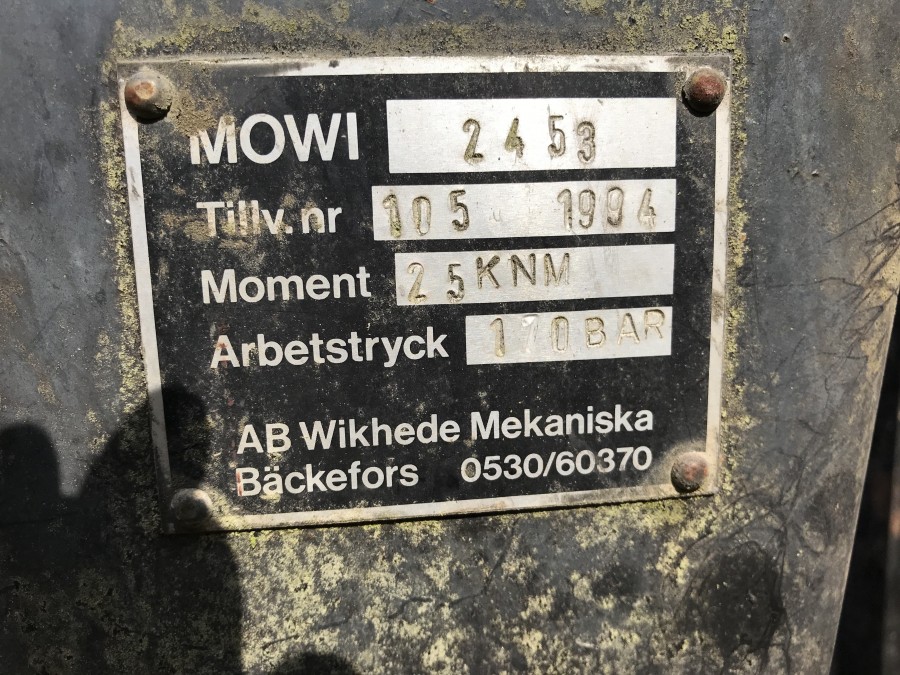 MOWI 2453
Tillv. nr 105 1994
Moment 25KNM
Arbetstryck 170BAR
AB Wikhede Mekaniska
Bäckefors 0530/60370